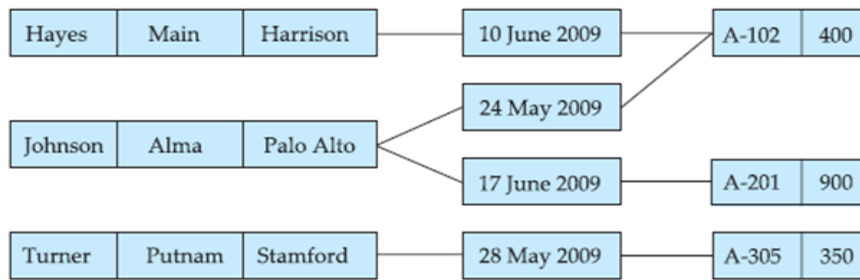 Hayes Main Harrison 10 June 2009 A-102 400
24 May 2009
Johnson Alma Palo Alto
17 June 2009 A-201 900
Turner Putnam Stamford 28 May 2009 A-305 350